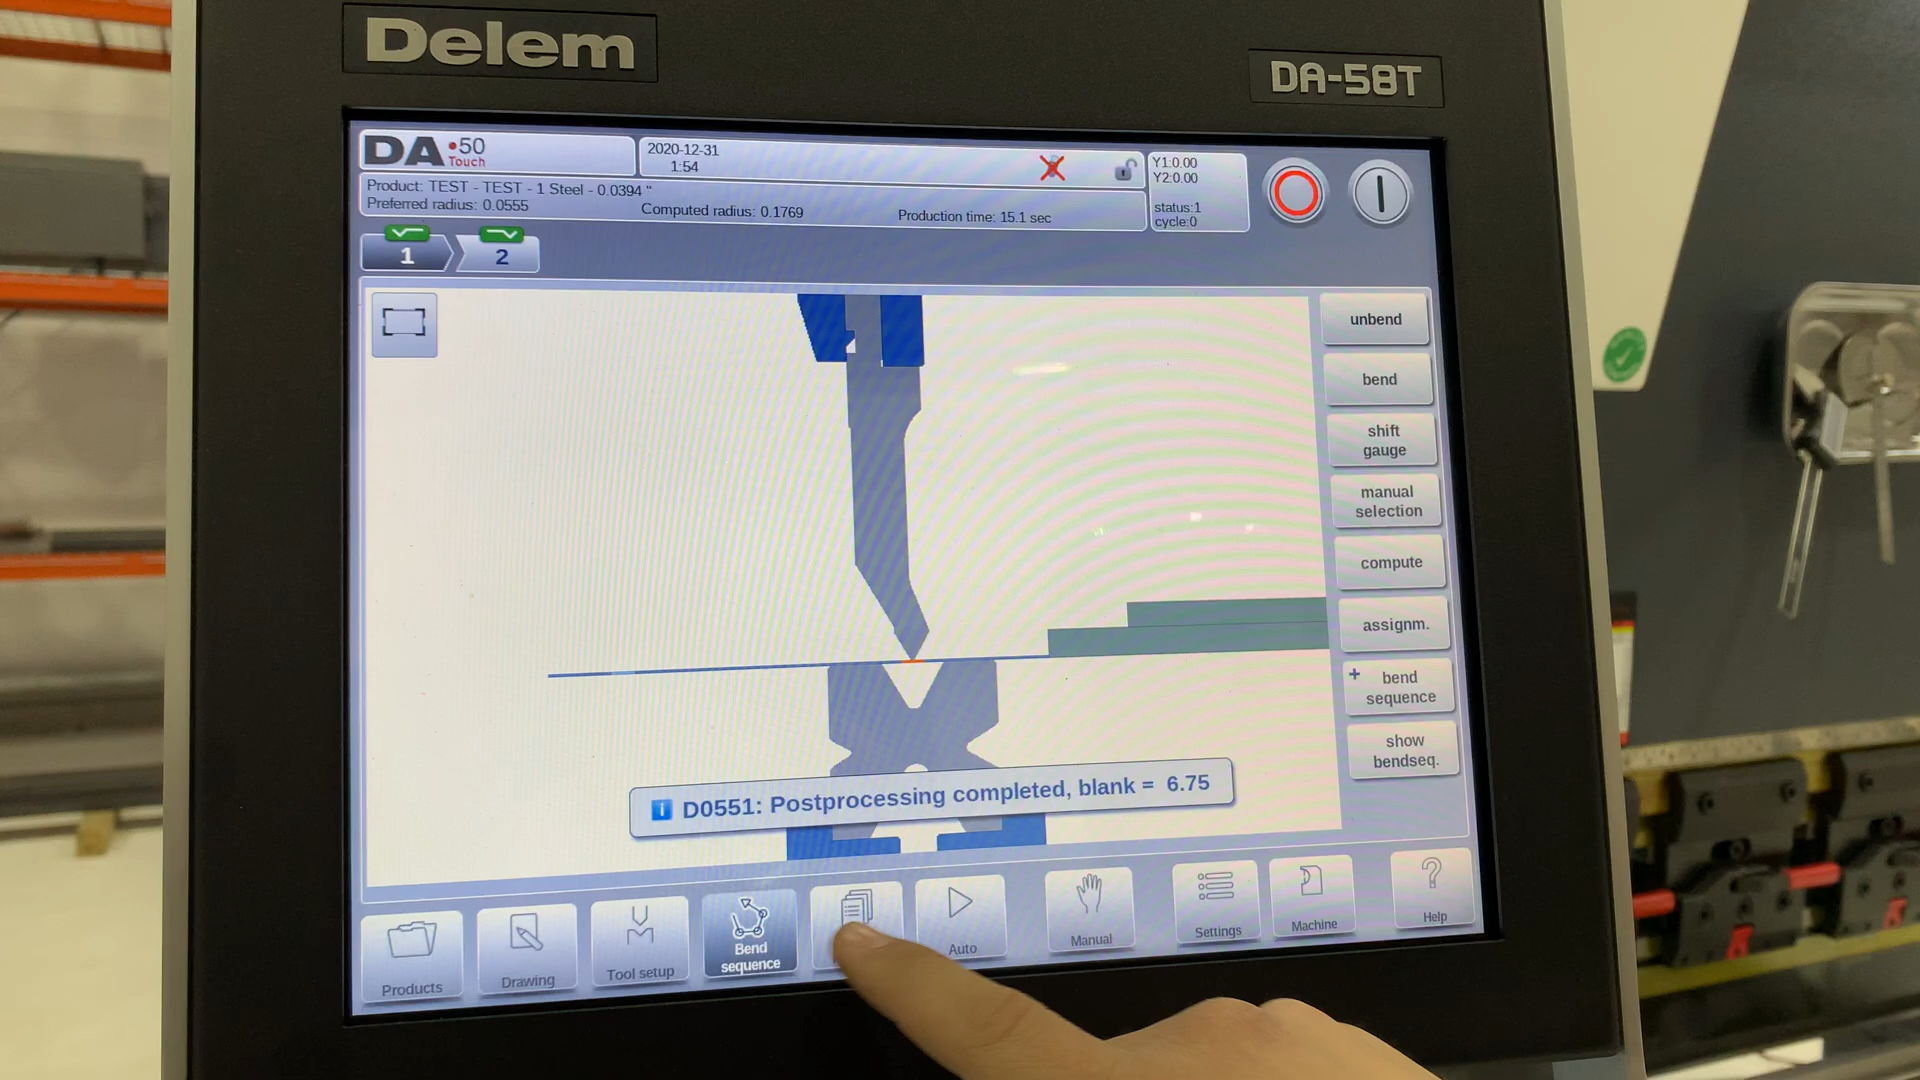 Delem
DA-58T
DA•50
Touch
2020-12-31
1:54
Y1:0.00
Y2:0.00
status:1
cycle:0
Product: TEST - TEST - 1 Steel - 0.0394 "
Preferred radius: 0.0555
Computed radius: 0.1769
Production time: 15.1 sec
1
2
unbend
bend
shift
gauge
manual
selection
compute
assignm.
+ bend
sequence
show
bendseq.
D0551: Postprocessing completed, blank = 6.75
Products
Drawing
Tool setup
Bend
sequence
Auto
Manual
Settings
Machine
Help